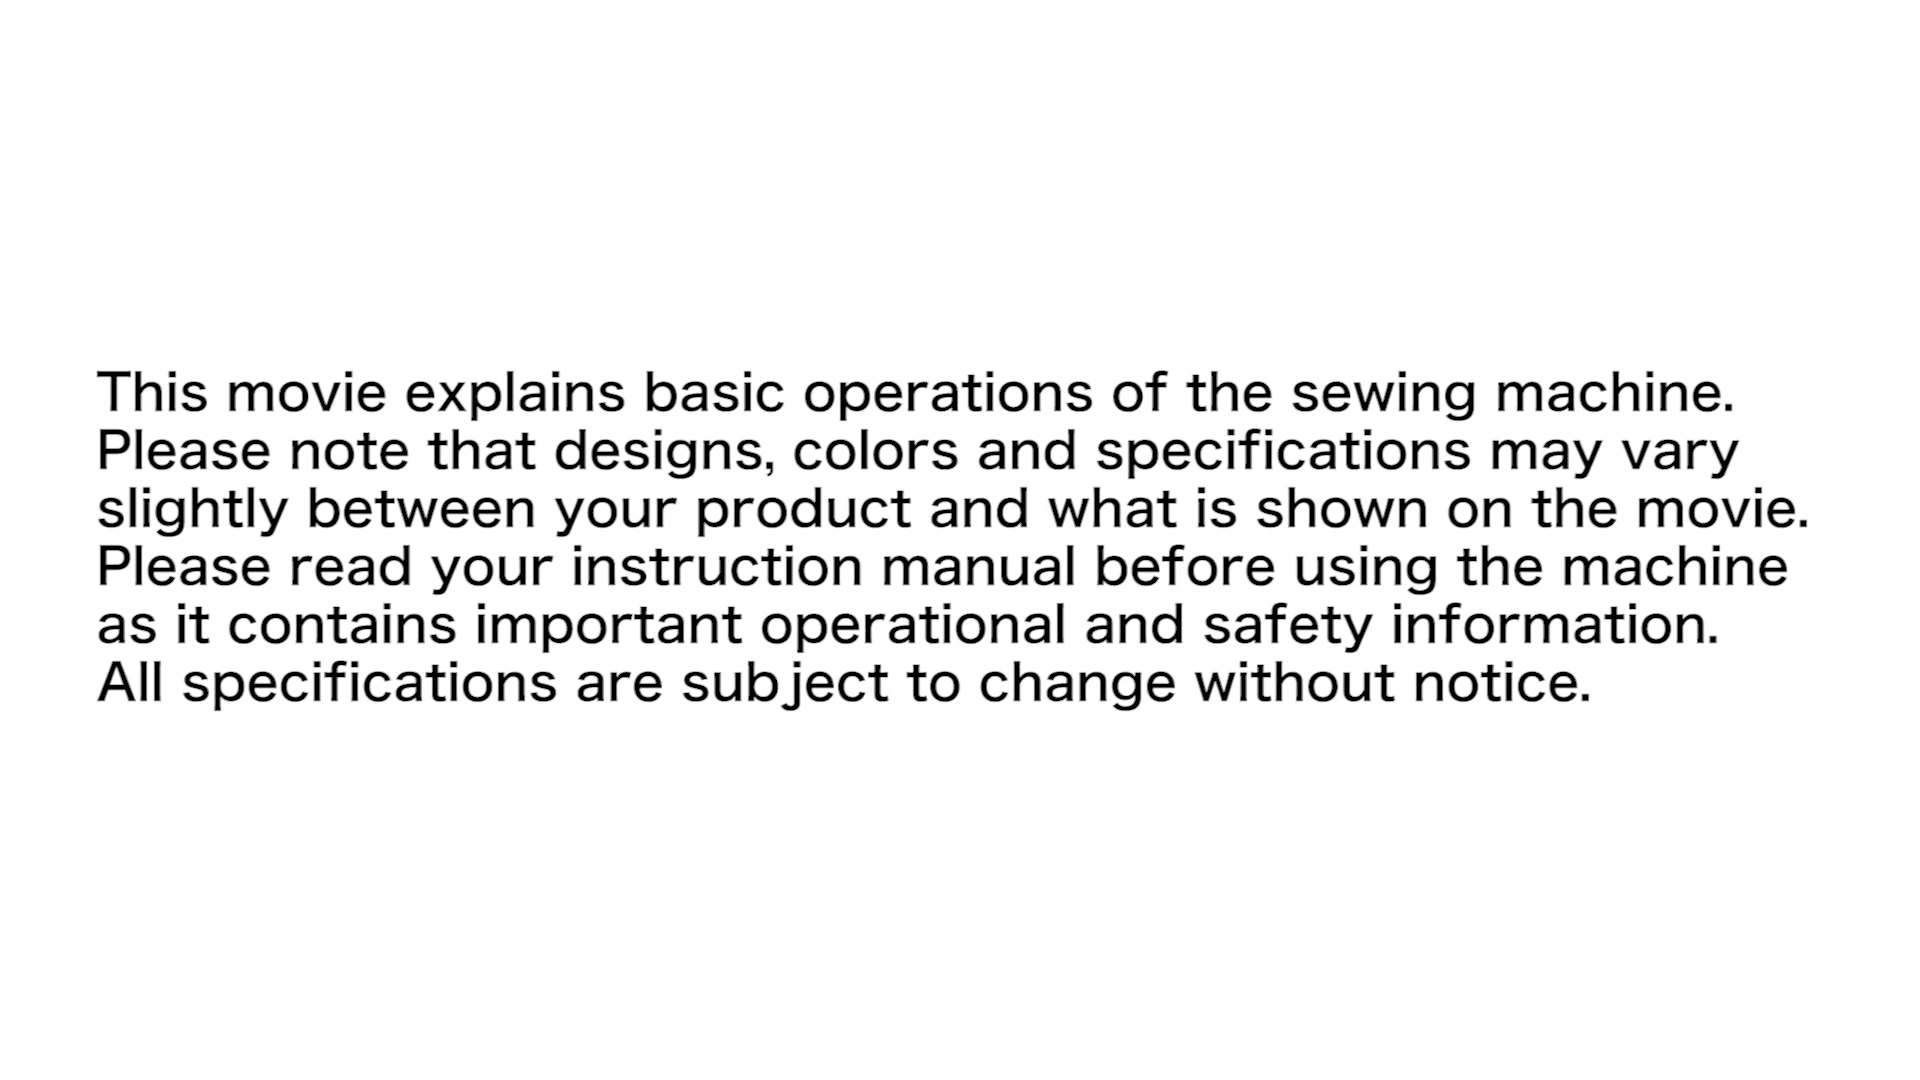 This movie explains basic operations of the sewing machine.
Please note that designs, colors and specifications may vary
slightly between your product and what is shown on the movie.
Please read your instruction manual before using the machine
as it contains important operational and safety information.
All specifications are subject to change without notice.